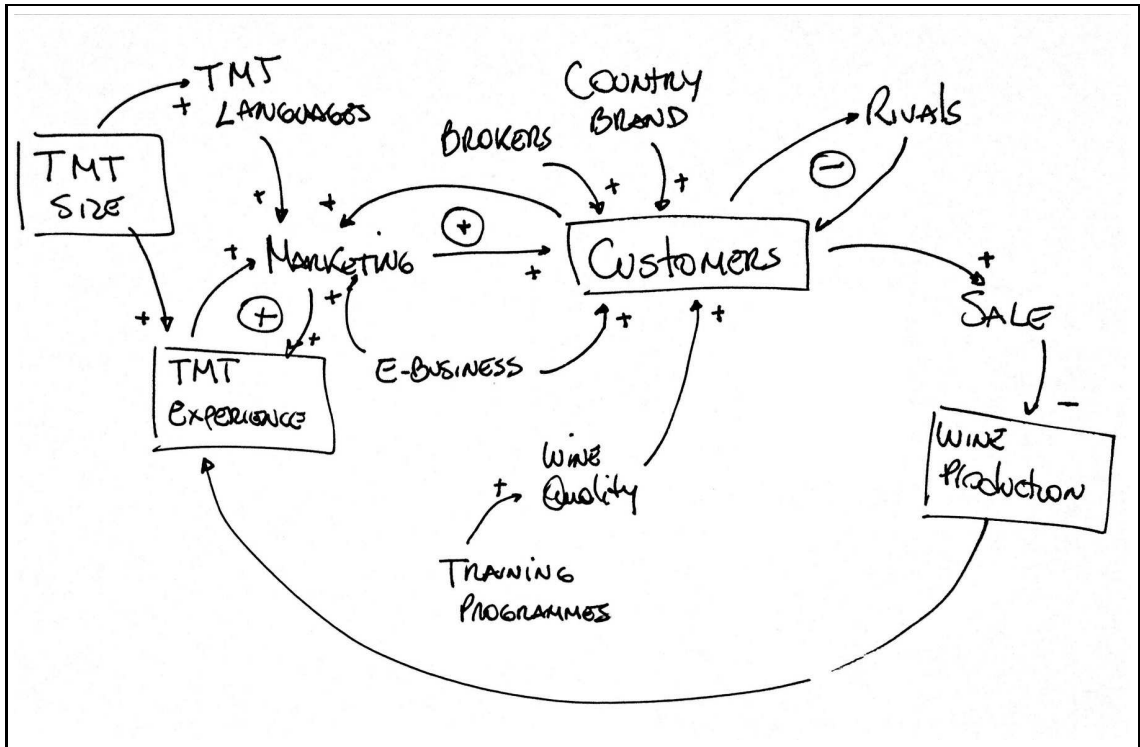 TMT
LANGUAGES
+
TMT
SIZE
COUNTRY
BRAND
BROKERS
RIVALS
−
+
+
+
+
+
MARKETING
+
+
+
CUSTOMERS
+
SALE
+
+
+
+
+
+
E-BUSINESS
TMT
EXPERIENCE
−
WINE
PRODUCTION
WINE
Quality
+
TRAINING
PROGRAMMES